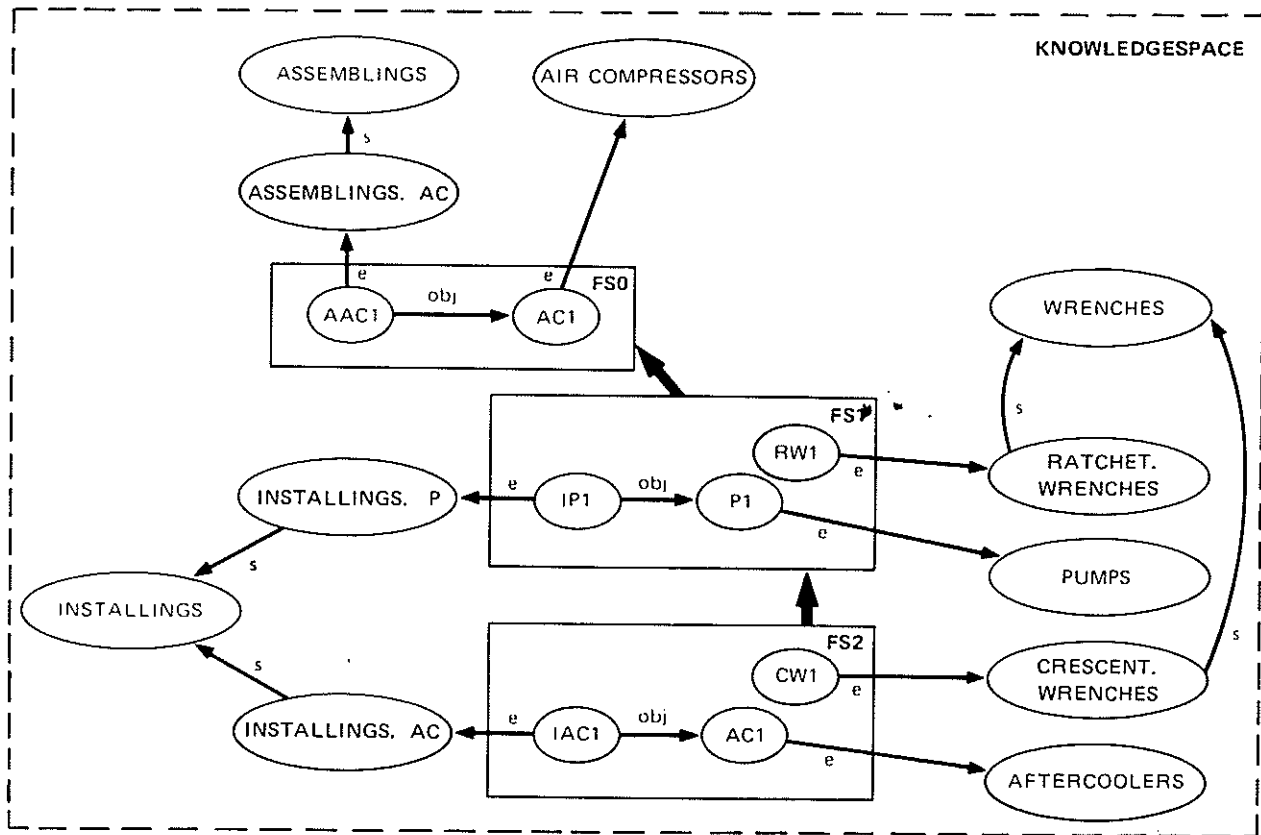 KNOWLEDGESPACE
ASSEMBLINGS
AIR COMPRESSORS
s
ASSEMBLINGS. AC
e
e
FS0
AAC1
obj
AC1
WRENCHES
FS1
s
RW1
e
RATCHET.
WRENCHES
INSTALLINGS. P
e
IP1
obj
P1
e
s
PUMPS
INSTALLINGS
FS2
s
s
CW1
e
CRESCENT.
WRENCHES
INSTALLINGS. AC
e
IAC1
obj
AC1
e
AFTERCOOLERS